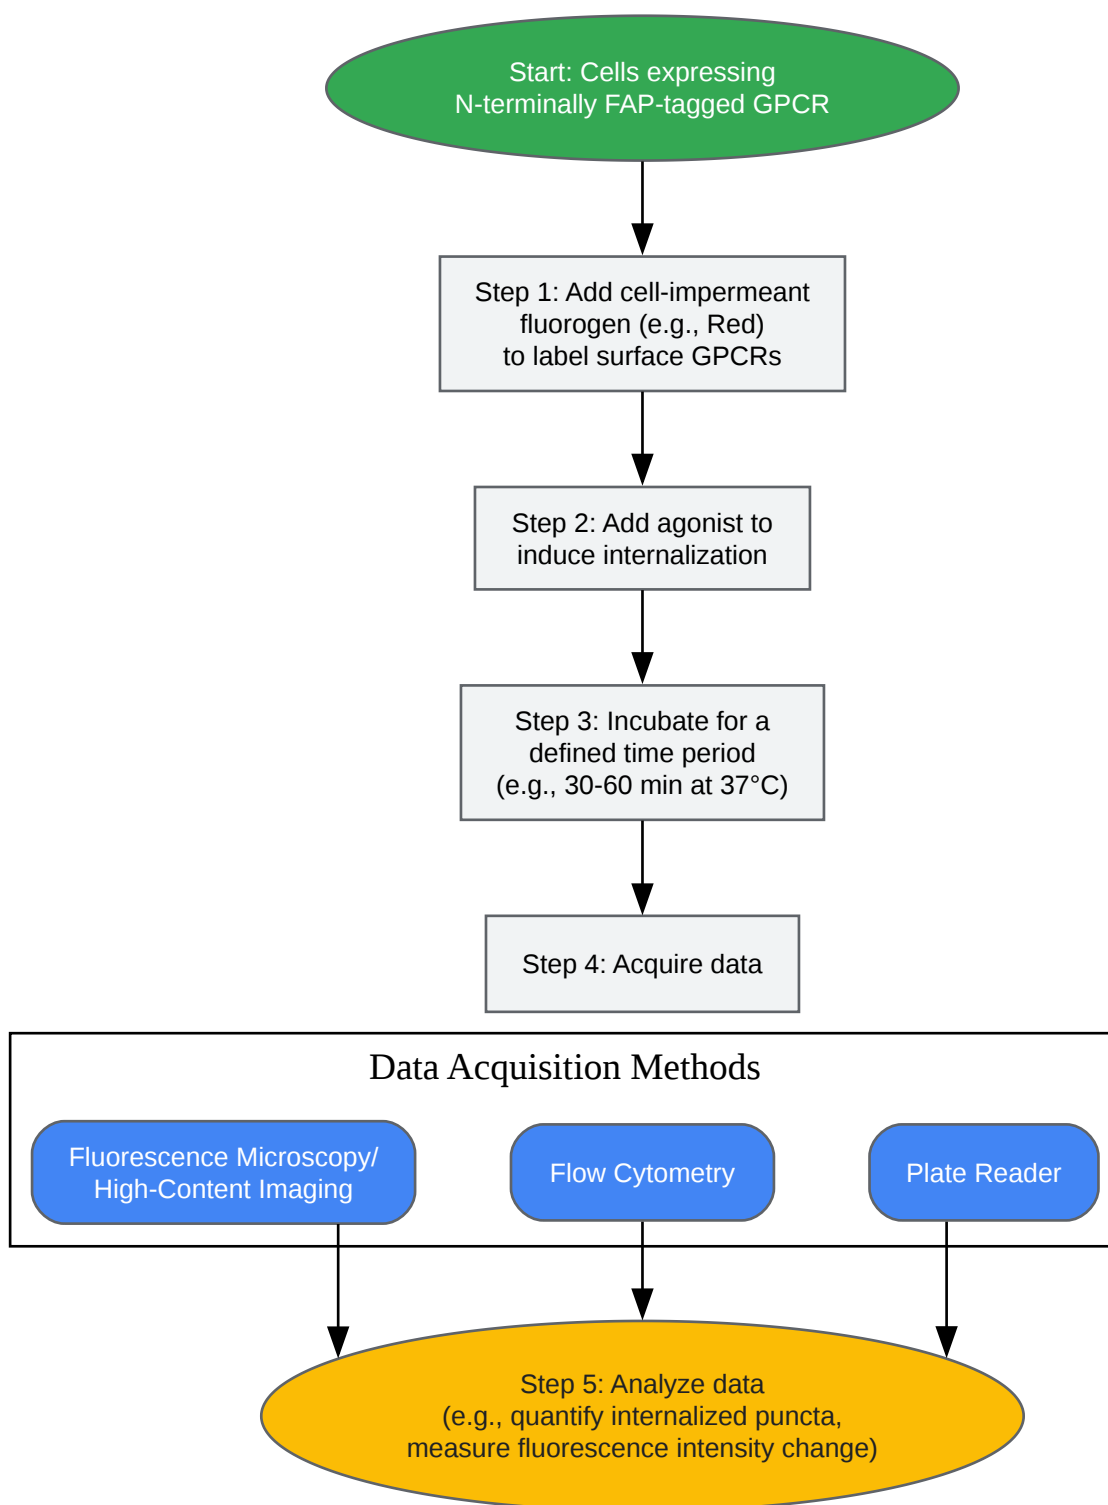 Start: Cells expressing
N-terminally FAP-tagged GPCR
Step 1: Add cell-impermeant
fluorogen (e.g., Red)
to label surface GPCRs
Step 2: Add agonist to
induce internalization
Step 3: Incubate for a
defined time period
(e.g., 30-60 min at 37°C)
Step 4: Acquire data
Data Acquisition Methods
Fluorescence Microscopy/
High-Content Imaging
Flow Cytometry
Plate Reader
Step 5: Analyze data
(e.g., quantify internalized puncta,
measure fluorescence intensity change)